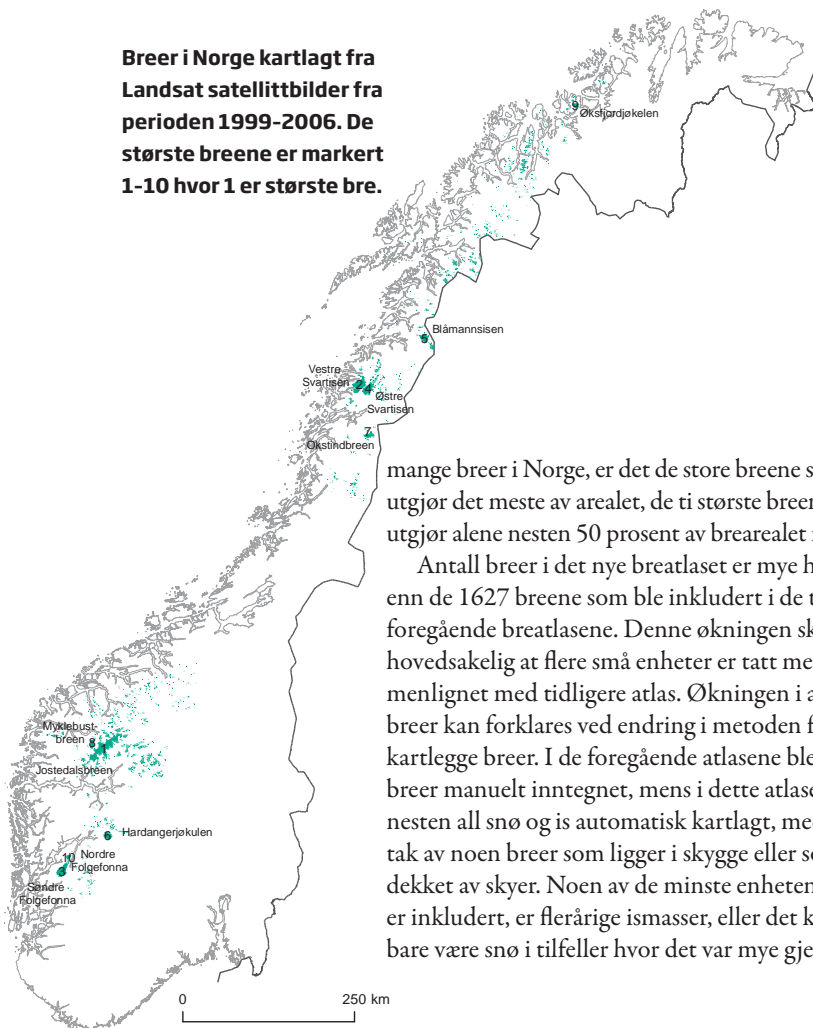 Breer i Norge kartlagt fra
Landsat satellittbilder fra
perioden 1999-2006. De
største breene er markert
1-10 hvor 1 er største bre.
9
Øksfjordjøkelen
Blåmannsisen
5
Vestre
Svartisen
2
4
Østre
Svartisen
7
Okstindbreen
mange breer i Norge, er det de store breene s
utgjør det meste av arealet, de ti største breen
utgjør alene nesten 50 prosent av brearealet
Antall breer i det nye breatlaset er mye h
enn de 1627 breene som ble inkludert i de t
foregående breatlasene. Denne økningen sk
hovedsakelig at flere små enheter er tatt me
menlignet med tidligere atlas. Økningen i a
breer kan forklares ved endring i metoden f
kartlegge breer. I de foregående atlasene ble
breer manuelt inntegnet, mens i dette atlase
nesten all snø og is automatisk kartlagt, med
tak av noen breer som ligger i skygge eller so
dekket av skyer. Noen av de minste enheten
er inkludert, er flerårige ismasser, eller det k
bare være snø i tilfeller hvor det var mye gje
Myklebust-
breen
8
1
Jostedalsbreen
6
Hardangerjøkulen
10
Nordre
Folgefonna
3
Søndre
Folgefonna
0
250 km